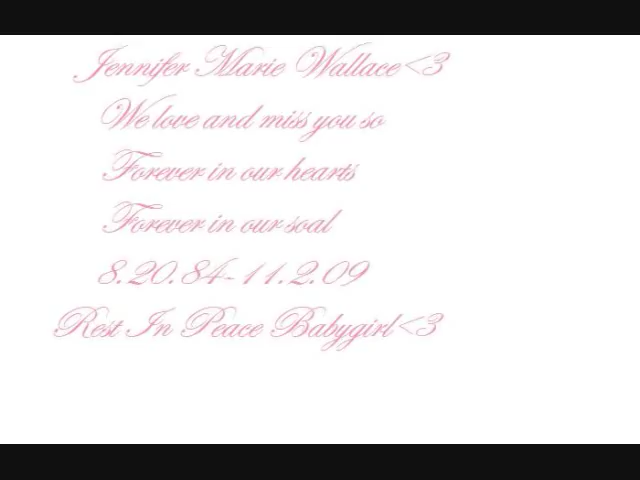 Jennifer Marie Wallace<3
We love and miss you so
Forever in our hearts
Forever in our soal
8.20.84-11.2.09
Rest In Peace Babygirl<3